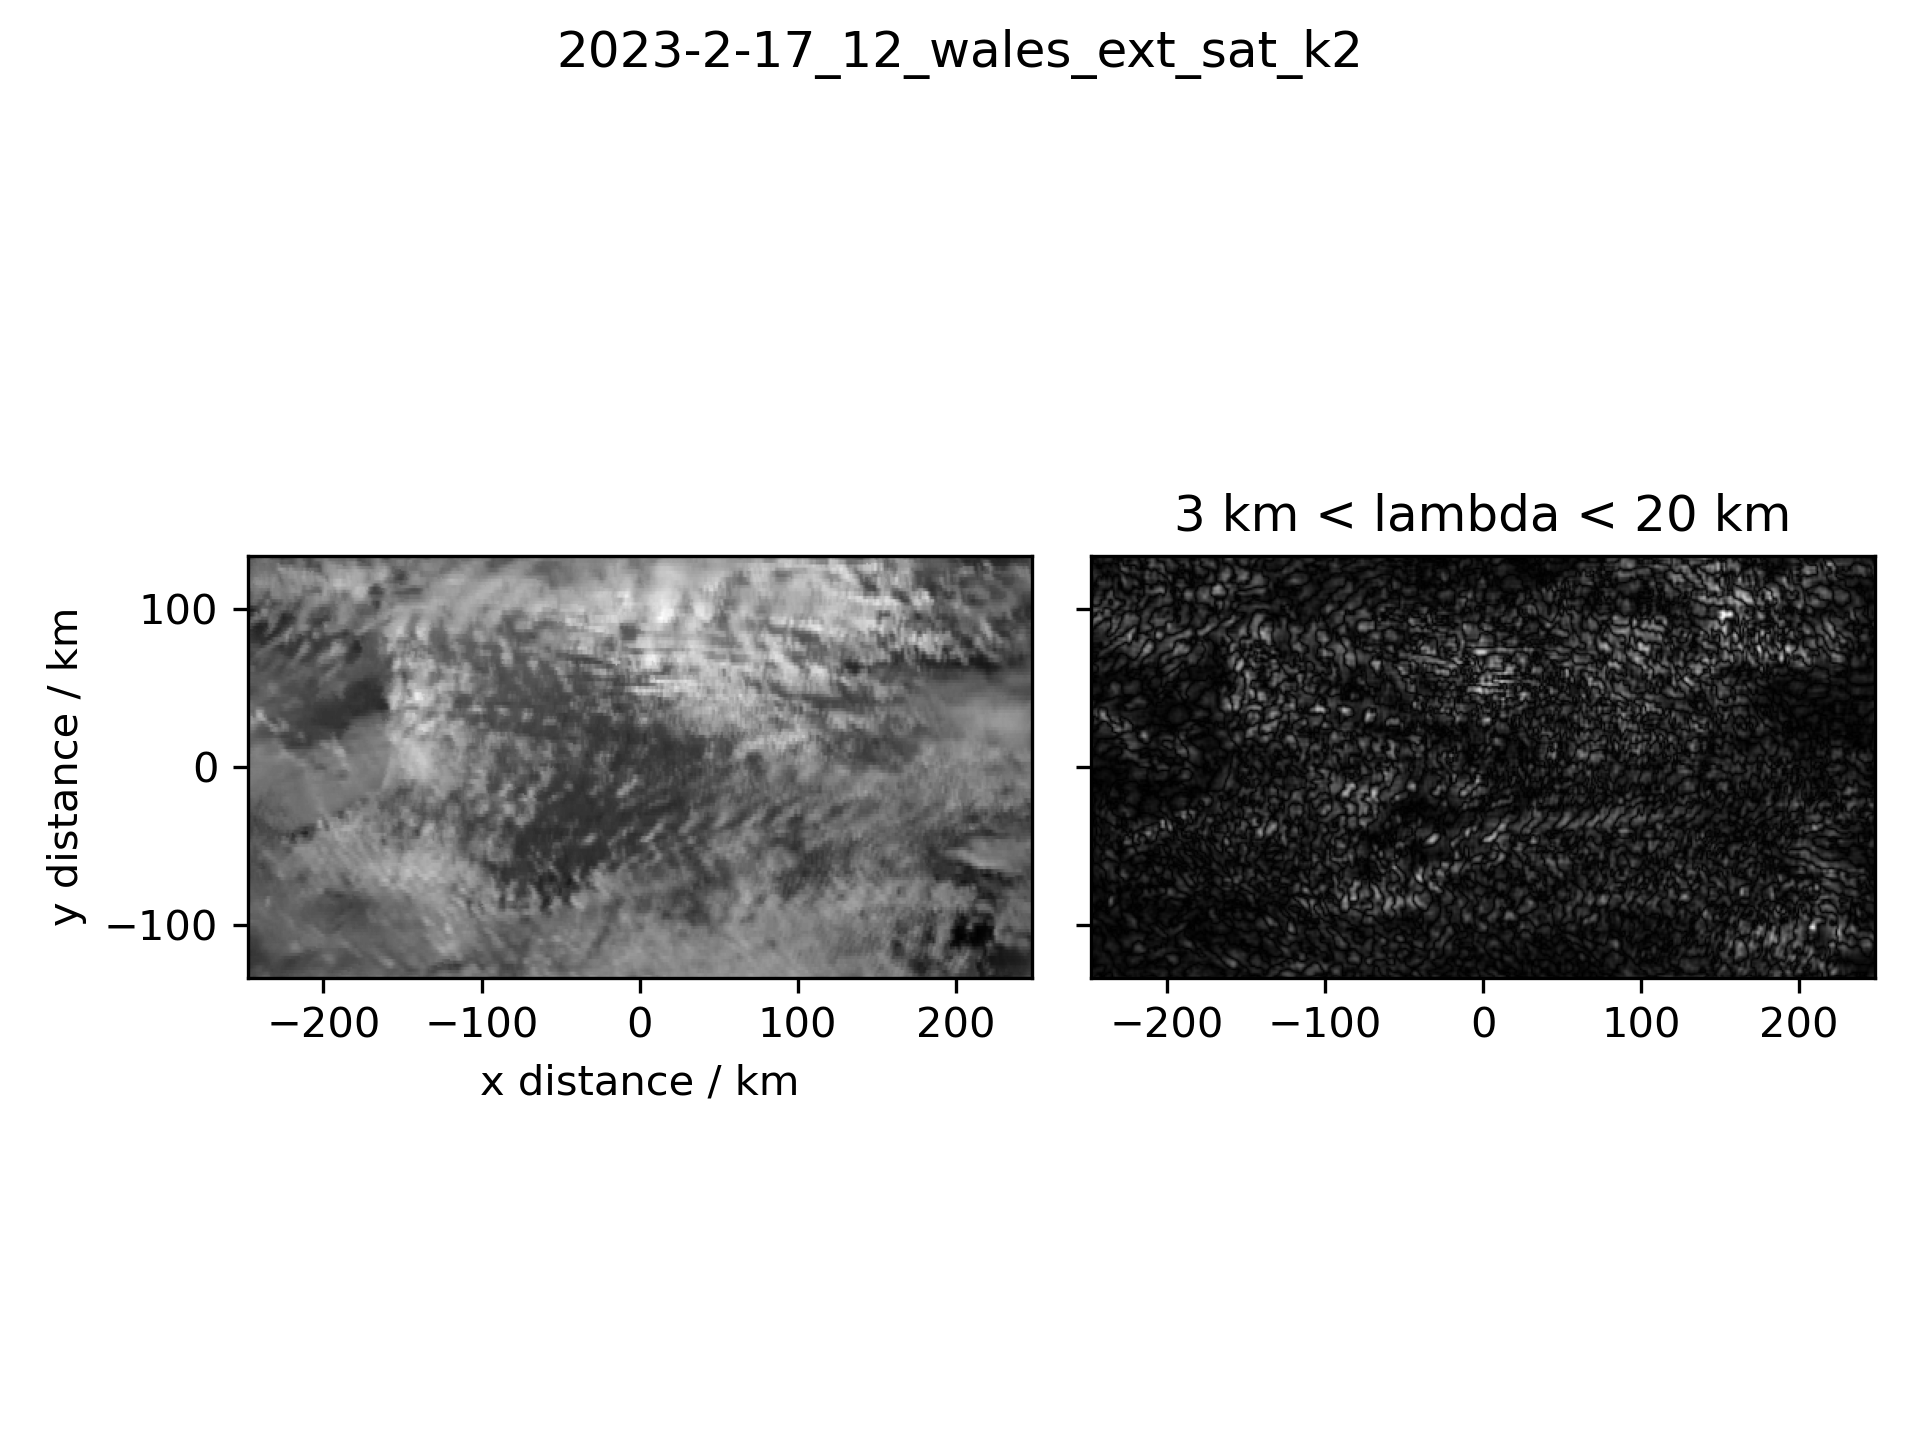 2023-2-17_12_wales_ext_sat_k2
3 km < lambda < 20 km
y distance / km
100
0
−100
−200 −100 0 100 200
−200 −100 0 100 200
x distance / km